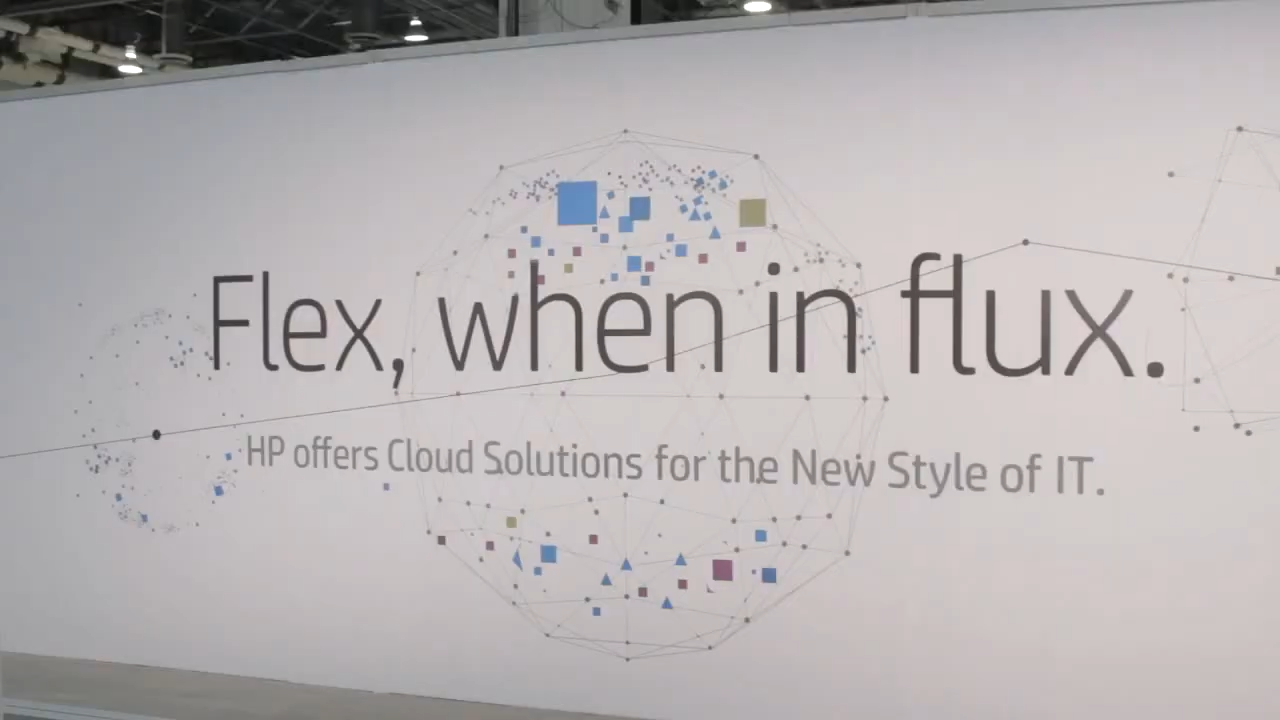 Flex, when in flux.
HP offers Cloud Solutions for the New Style of IT.